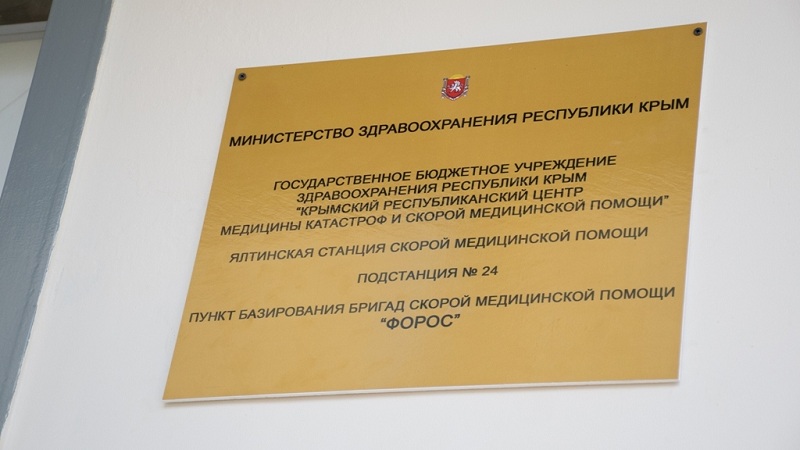 МИНИСТЕРСТВО ЗДРАВООХРАНЕНИЯ РЕСПУБЛИКИ КРЫМ
ГОСУДАРСТВЕННОЕ БЮДЖЕТНОЕ УЧРЕЖДЕНИЕ
ЗДРАВООХРАНЕНИЯ РЕСПУБЛИКИ КРЫМ
"КРЫМСКИЙ РЕСПУБЛИКАНСКИЙ ЦЕНТР
МЕДИЦИНЫ КАТАСТРОФ И СКОРОЙ МЕДИЦИНСКОЙ ПОМОЩИ"
ЯЛТИНСКАЯ СТАНЦИЯ СКОРОЙ МЕДИЦИНСКОЙ ПОМОЩИ
ПОДСТАНЦИЯ № 24
ПУНКТ БАЗИРОВАНИЯ БРИГАД СКОРОЙ МЕДИЦИНСКОЙ ПОМОЩИ
"ФОРОС"